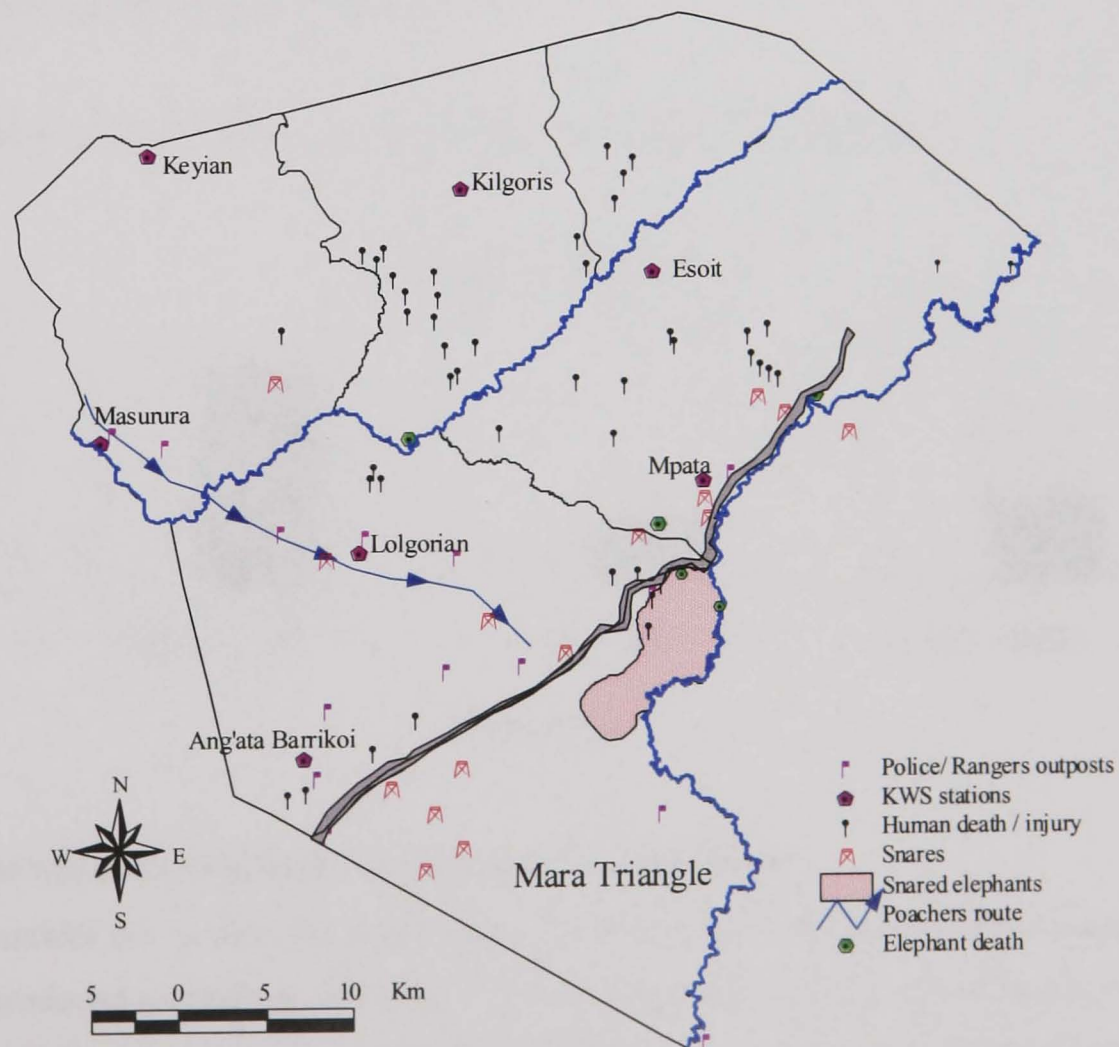 Keyian
Kilgoris
Esoit
Masurura
Mpata
Lolgorian
Ang'ata Barrikoi
N
W E
S
Mara Triangle
5 0 5 10 Km
Police/ Rangers outposts
KWS stations
Human death / injury
Snares
Snared elephants
Poachers route
Elephant death